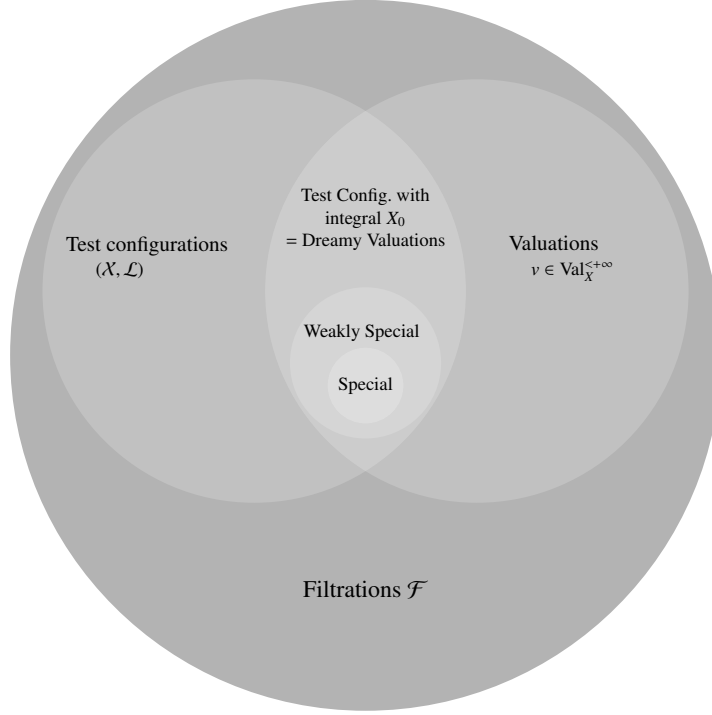 Test Config. with
integral X₀
= Dreamy Valuations
Test configurations
(𝒳, ℒ)
Valuations
v ∈ Val_X^{<+∞}
Weakly Special
Special
Filtrations ℱ